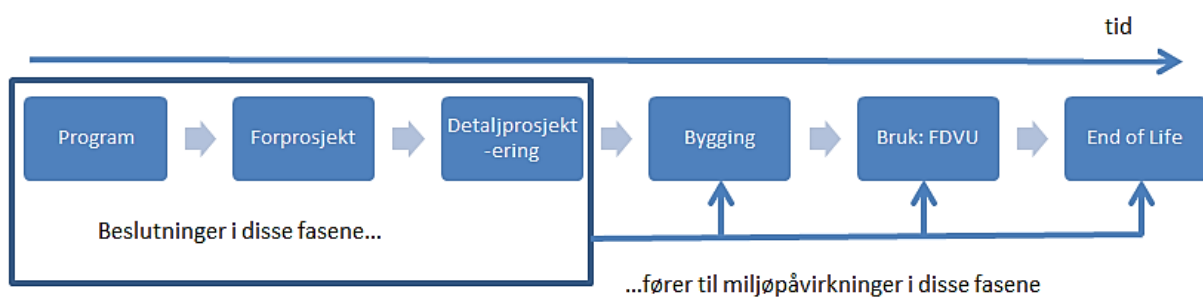 tid
Program
Forprosjekt
Detaljprosjekt
-ering
Bygging
Bruk: FDVU
End of Life
Beslutninger i disse fasene...
...fører til miljøpåvirkninger i disse fasene